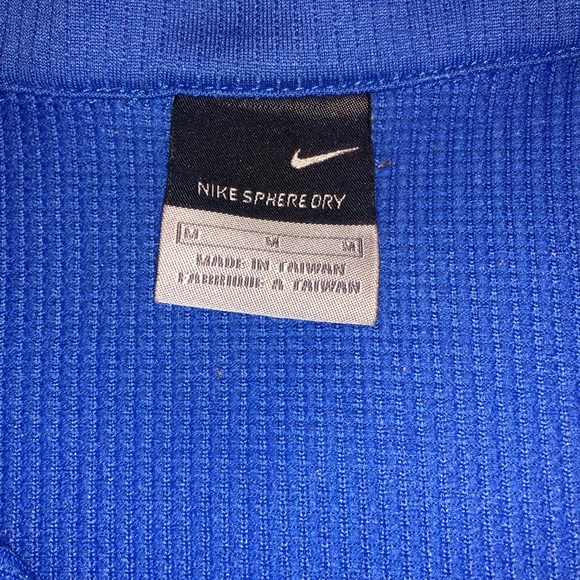 NIKE SPHERE DRY
M M M
MADE IN TAIWAN
FABRIQUE A TAIWAN